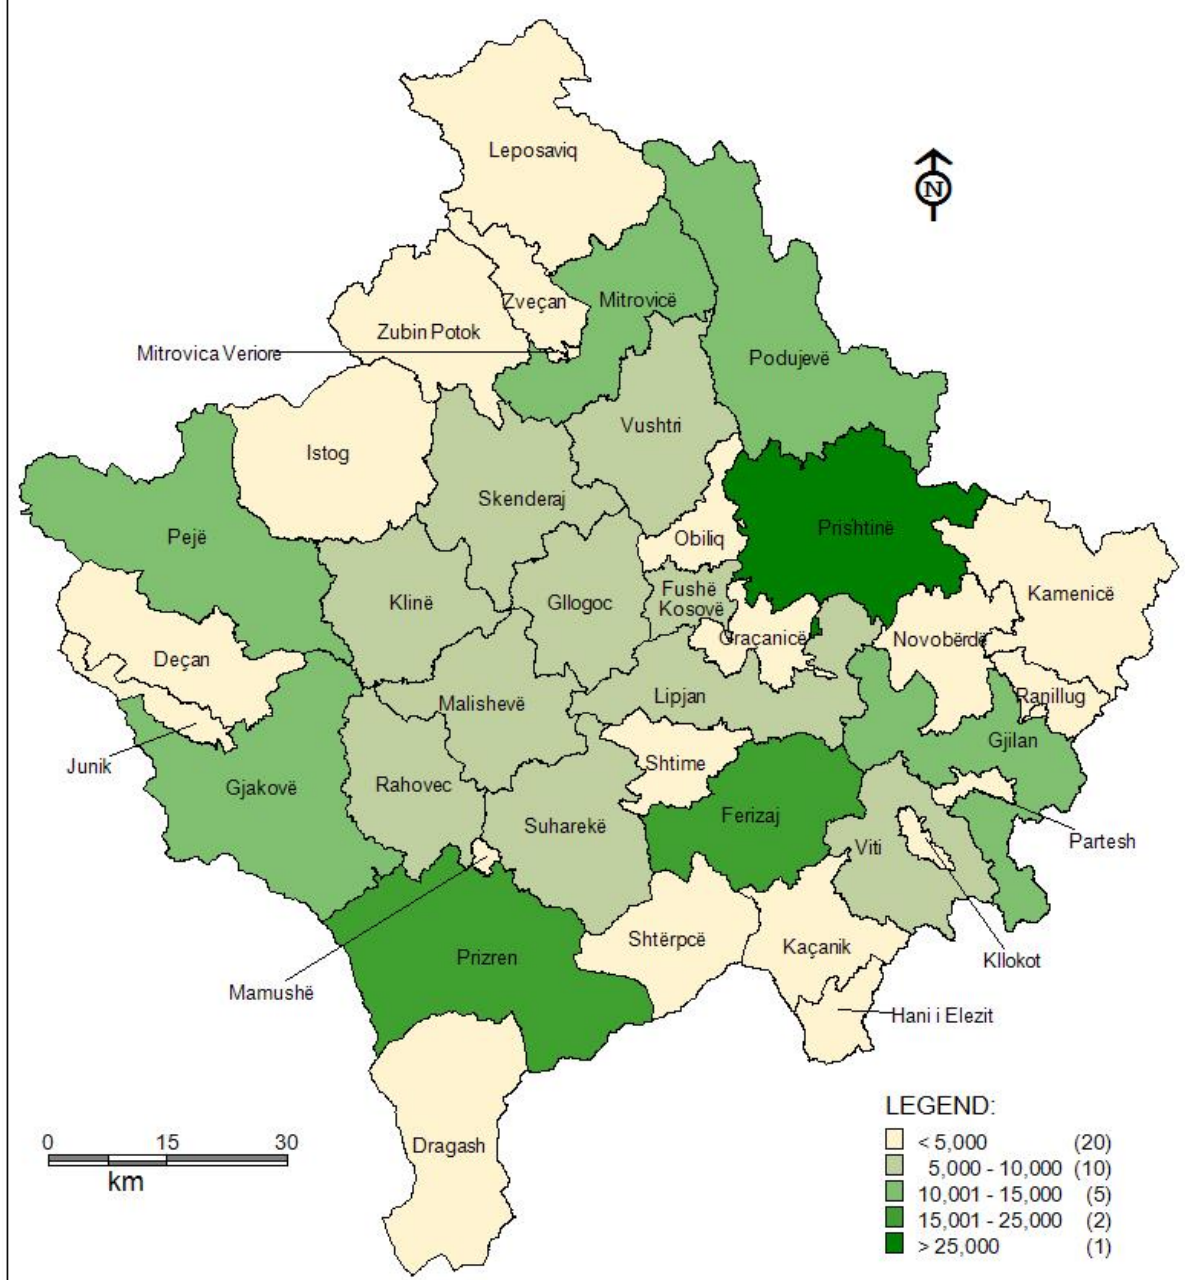 Leposaviq
N
Zveçan
Mitrovicë
Zubin Potok
Mitrovica Veriore
Podujevë
Vushtri
Istog
Skenderaj
Prishtinë
Pejë
Obiliq
Fushë
Kosovë
Klinë
Gllogoc
Kamenicë
Graçanicë
Novobërdë
Deçan
Lipjan
Ranillug
Malishevë
Gjilan
Junik
Shtime
Gjakovë
Rahovec
Ferizaj
Suharekë
Viti
Partesh
Shtërpcë
Kaçanik
Prizren
Kllokot
Mamushë
Hani i Elezit
Dragash
0 15 30
km
LEGEND:
< 5,000 (20)
5,000 - 10,000 (10)
10,001 - 15,000 (5)
15,001 - 25,000 (2)
> 25,000 (1)